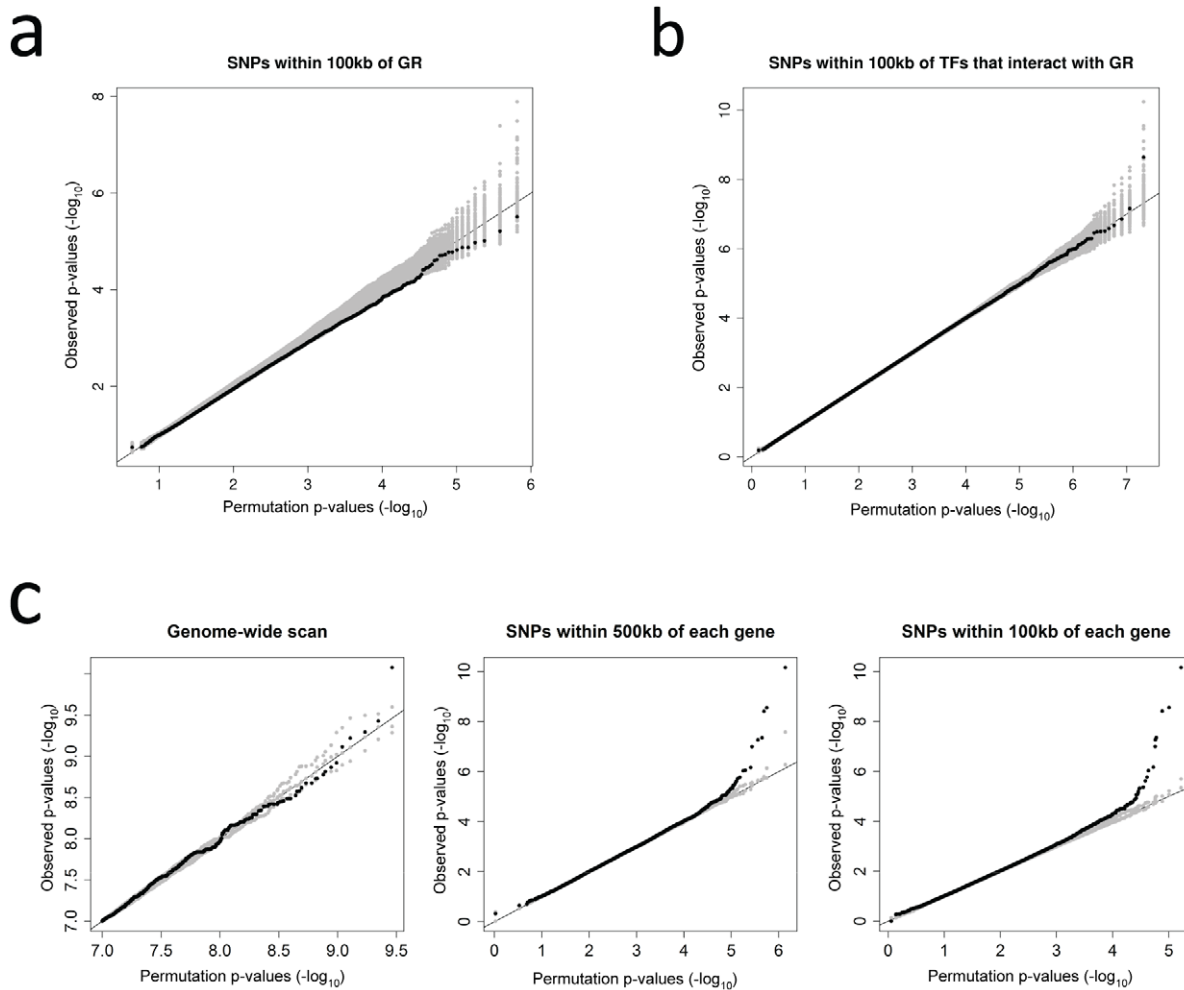 a
SNPs within 100kb of GR
Observed p-values (-log10)
8
6
4
2
1 2 3 4 5 6
Permutation p-values (-log10)
b
SNPs within 100kb of TFs that interact with GR
Observed p-values (-log10)
10
8
6
4
2
0
0 1 2 3 4 5 6 7
Permutation p-values (-log10)
c
Genome-wide scan
Observed p-values (-log10)
9.5
9.0
8.5
8.0
7.5
7.0
7.0 7.5 8.0 8.5 9.0 9.5
Permutation p-values (-log10)
SNPs within 500kb of each gene
Observed p-values (-log10)
10
8
6
4
2
0
0 1 2 3 4 5 6
Permutation p-values (-log10)
SNPs within 100kb of each gene
Observed p-values (-log10)
10
8
6
4
2
0
0 1 2 3 4 5
Permutation p-values (-log10)